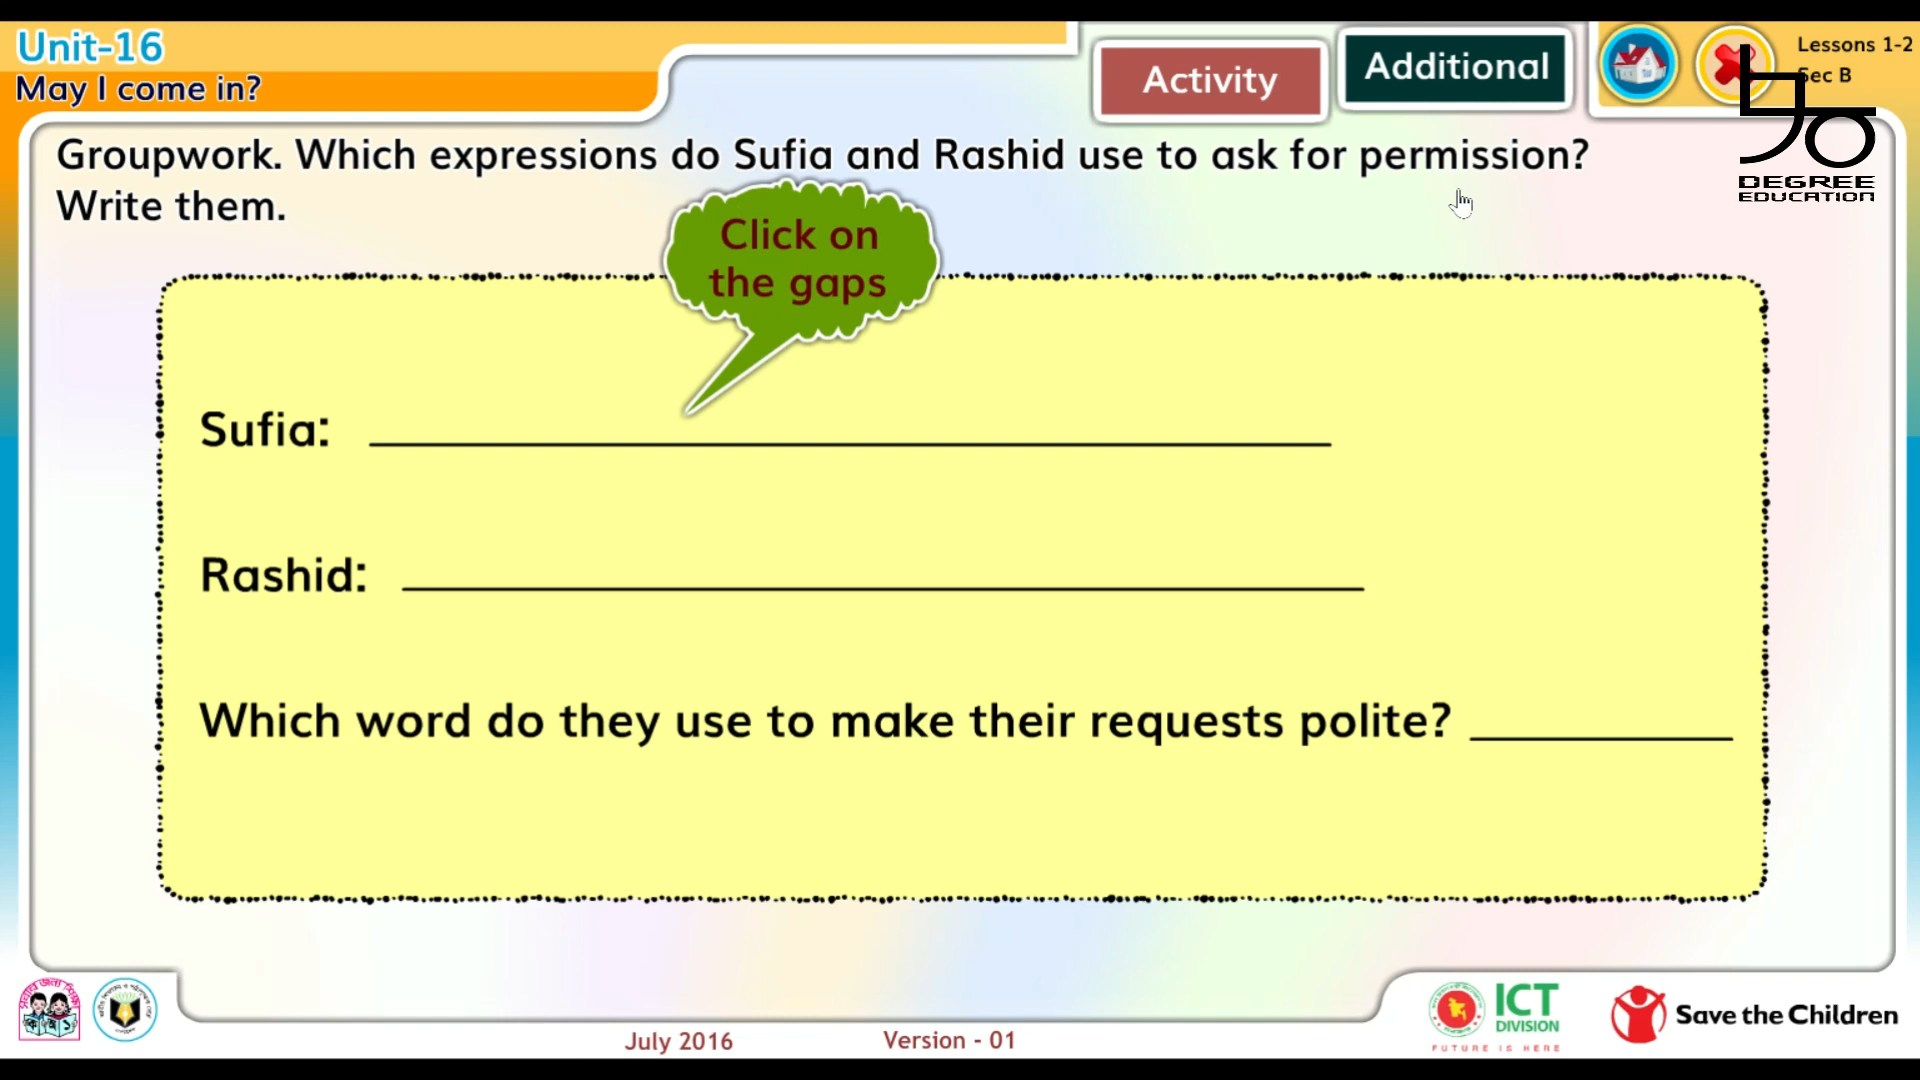 Unit-16
May I come in?
Activity
Additional
Lessons 1-2
Sec B
DEGREE
EDUCATION
Groupwork. Which expressions do Sufia and Rashid use to ask for permission?
Write them.
Click on
the gaps
Sufia:
Rashid:
Which word do they use to make their requests polite?
সবার জন্য শিক্ষা
ICT
DIVISION
FUTURE IS HERE
Save the Children
July 2016
Version - 01